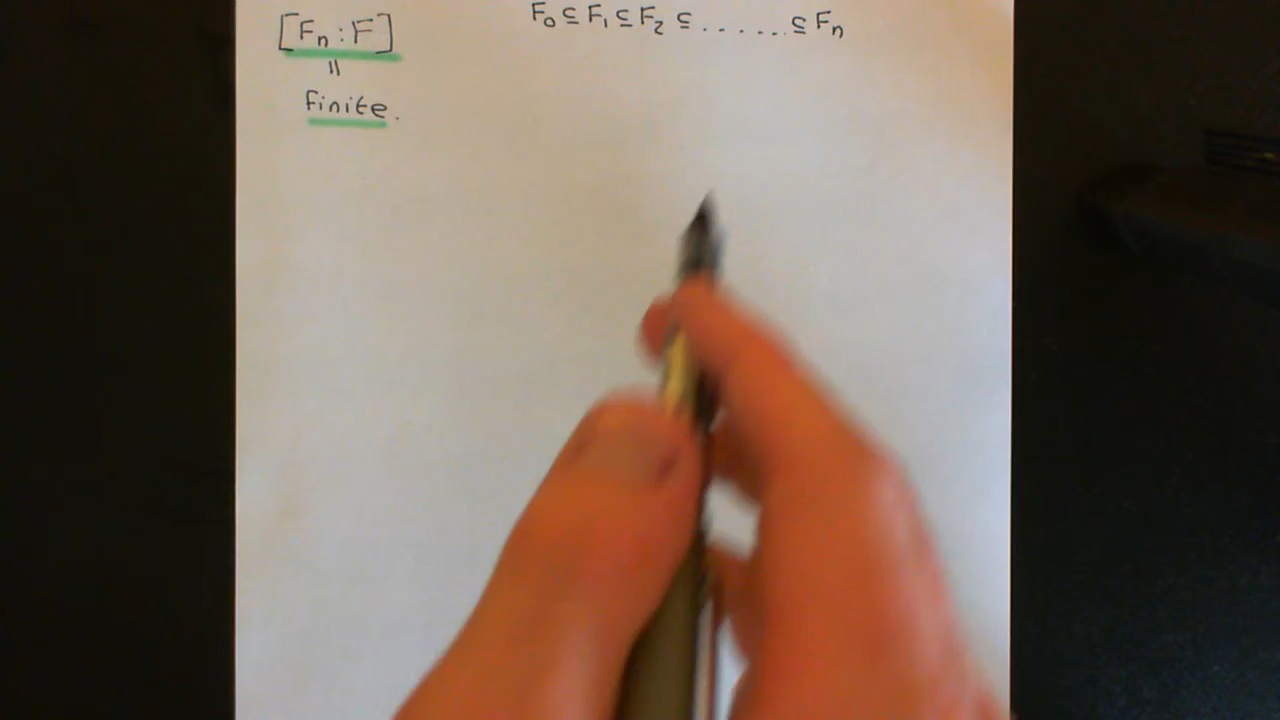 [Fₙ : F]
=
finite.
F₀ ⊆ F₁ ⊆ F₂ ⊆ ...... ⊆ Fₙ